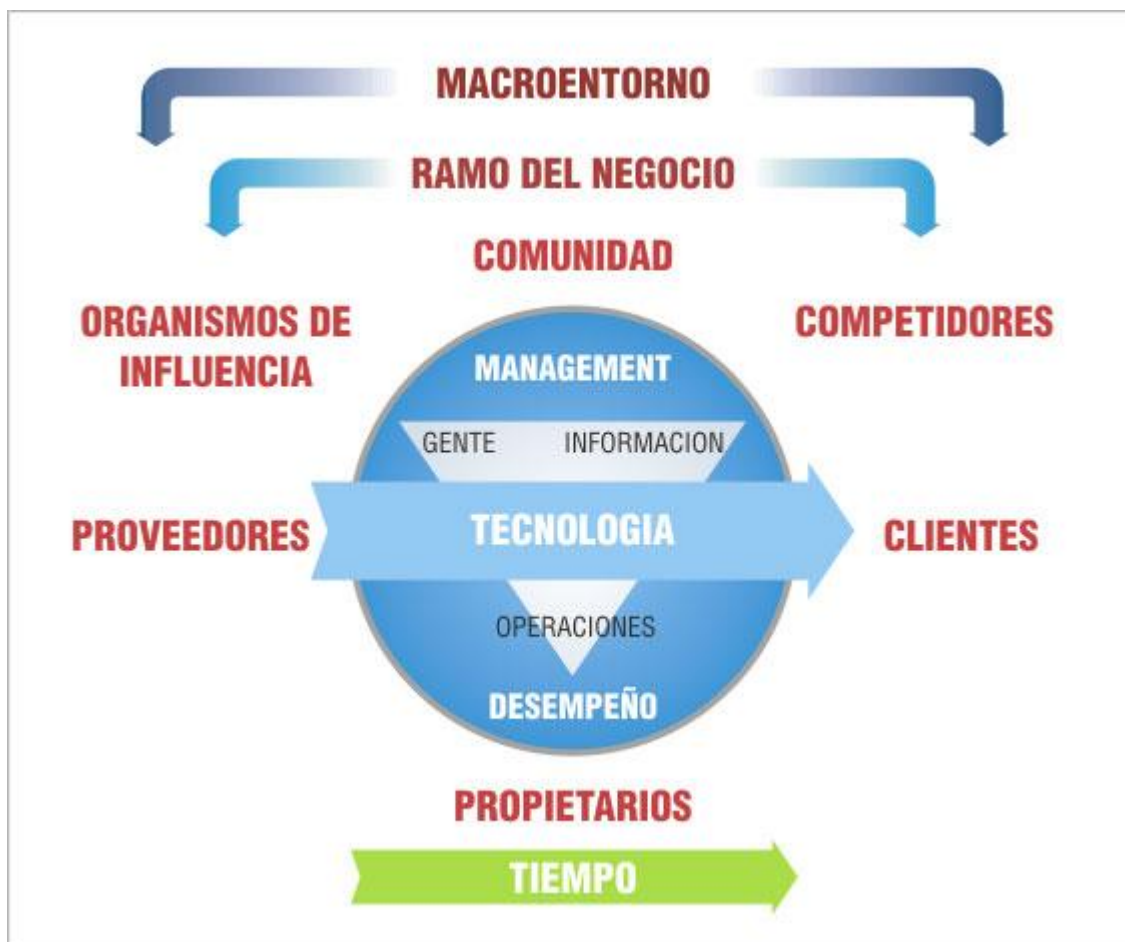 MACROENTORNO
RAMO DEL NEGOCIO
COMUNIDAD
ORGANISMOS DE
INFLUENCIA
COMPETIDORES
MANAGEMENT
GENTE
INFORMACION
PROVEEDORES
TECNOLOGIA
CLIENTES
OPERACIONES
DESEMPEÑO
PROPIETARIOS
TIEMPO